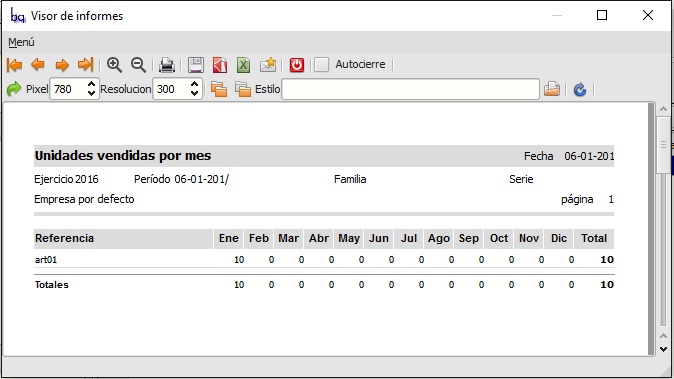 Visor de informes
Menú
Autocierre
Pixel 780 Resolucion 300 Estilo
Unidades vendidas por mes Fecha 06-01-201
Ejercicio 2016 Período 06-01-201/ Familia Serie
Empresa por defecto página 1
Referencia Ene Feb Mar Abr May Jun Jul Ago Sep Oct Nov Dic Total
art01 10 0 0 0 0 0 0 0 0 0 0 0 10
Totales 10 0 0 0 0 0 0 0 0 0 0 0 10